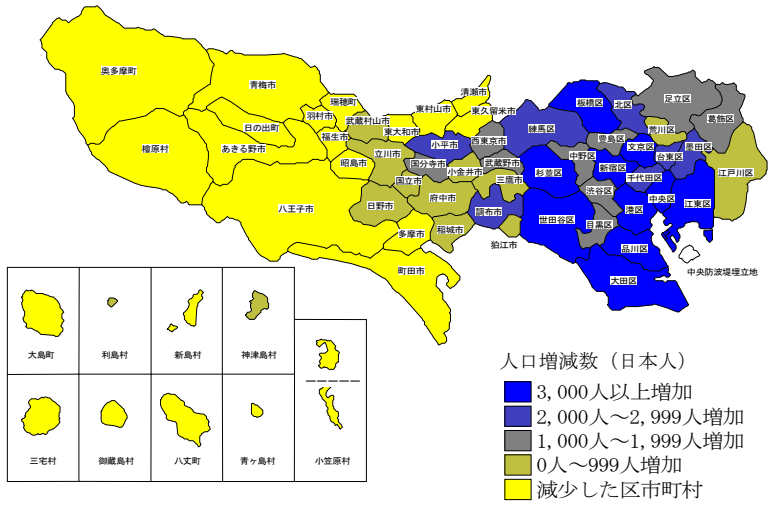 奥多摩町
青梅市
瑞穂町
清瀬市
板橋区
足立区
北区
羽村市
武蔵村山市
東村山市
東久留米市
葛飾区
日の出町
福生市
東大和市
練馬区
荒川区
檜原村
あきる野市
小平市
西東京市
豊島区
文京区
墨田区
昭島市
立川市
国分寺市
武蔵野市
中野区
台東区
小金井市
杉並区
新宿区
江戸川区
国立市
三鷹市
千代田区
八王子市
日野市
府中市
渋谷区
中央区
調布市
世田谷区
港区
江東区
多摩市
稲城市
目黒区
狛江市
品川区
町田市
大田区
中央防波堤埋立地
大島町
利島村
新島村
神津島村
三宅村
御蔵島村
八丈町
青ヶ島村
小笠原村
人口増減数（日本人）
3,000人以上増加
2,000人～2,999人増加
1,000人～1,999人増加
0人～999人増加
減少した区市町村